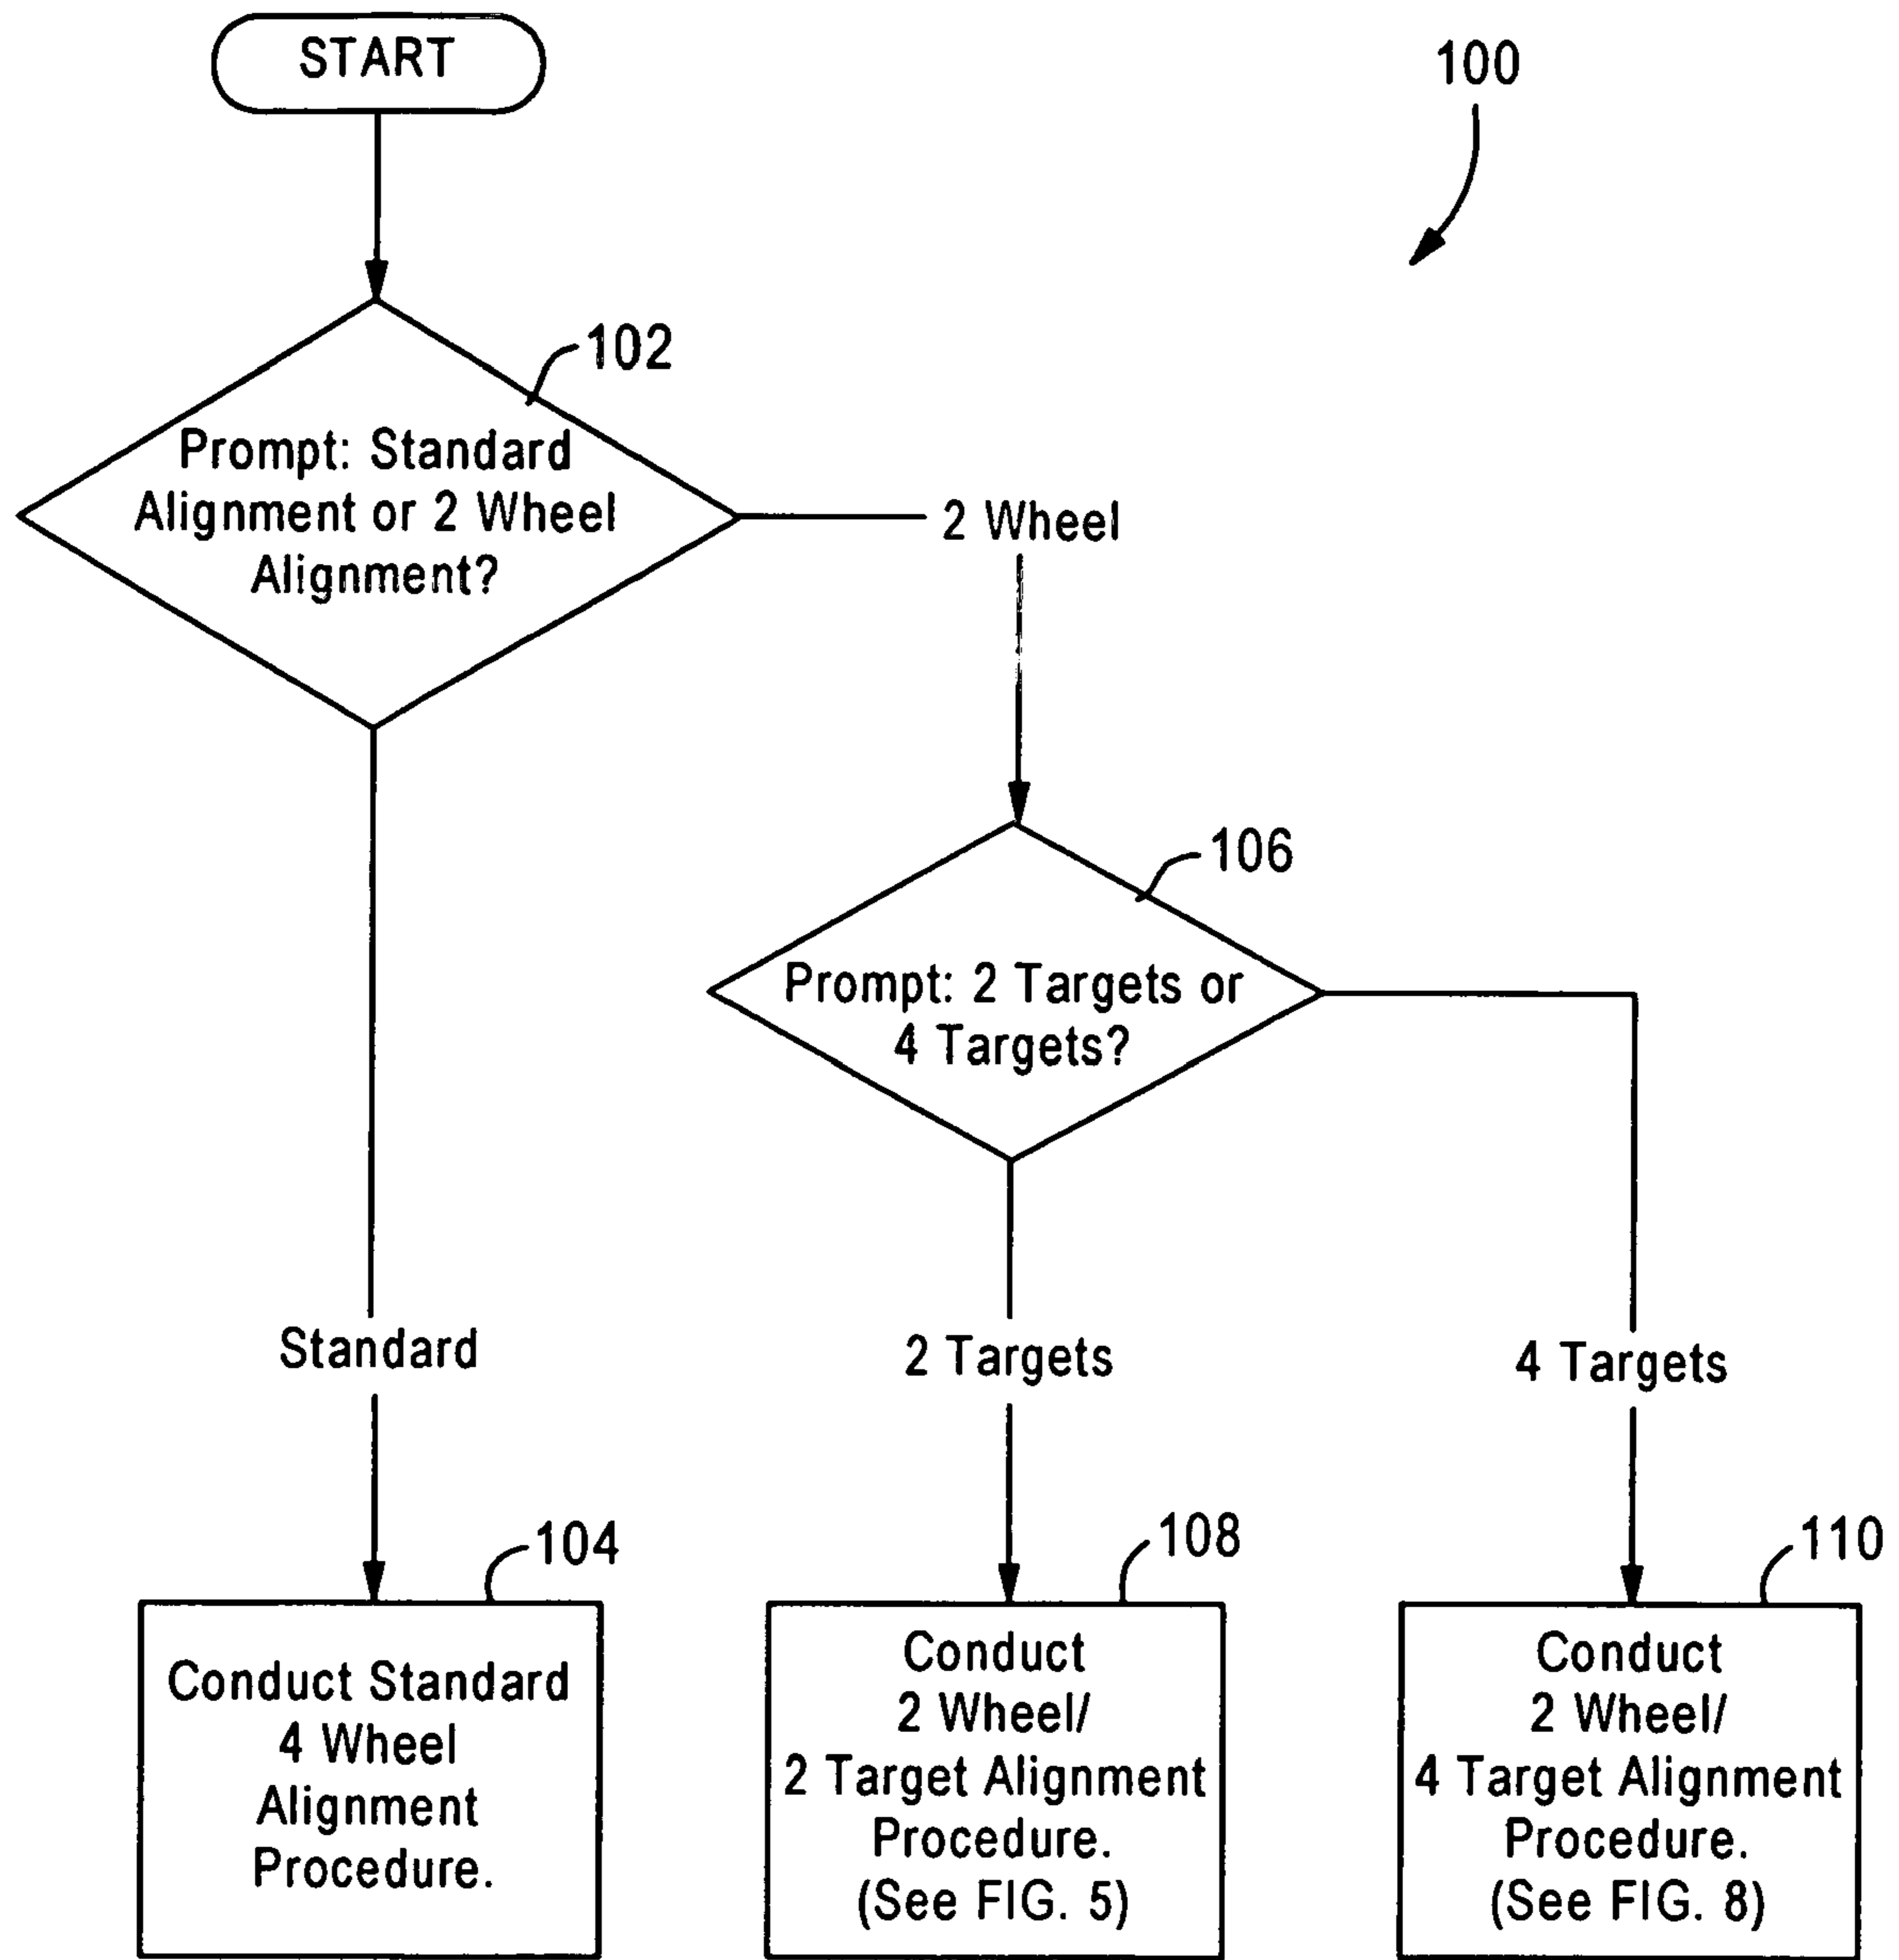 START
100
102
Prompt: Standard
Alignment or 2 Wheel
Alignment?
2 Wheel
106
Prompt: 2 Targets or
4 Targets?
Standard
2 Targets
4 Targets
104
Conduct Standard
4 Wheel
Alignment
Procedure.
108
Conduct
2 Wheel/
2 Target Alignment
Procedure.
(See FIG. 5)
110
Conduct
2 Wheel/
4 Target Alignment
Procedure.
(See FIG. 8)